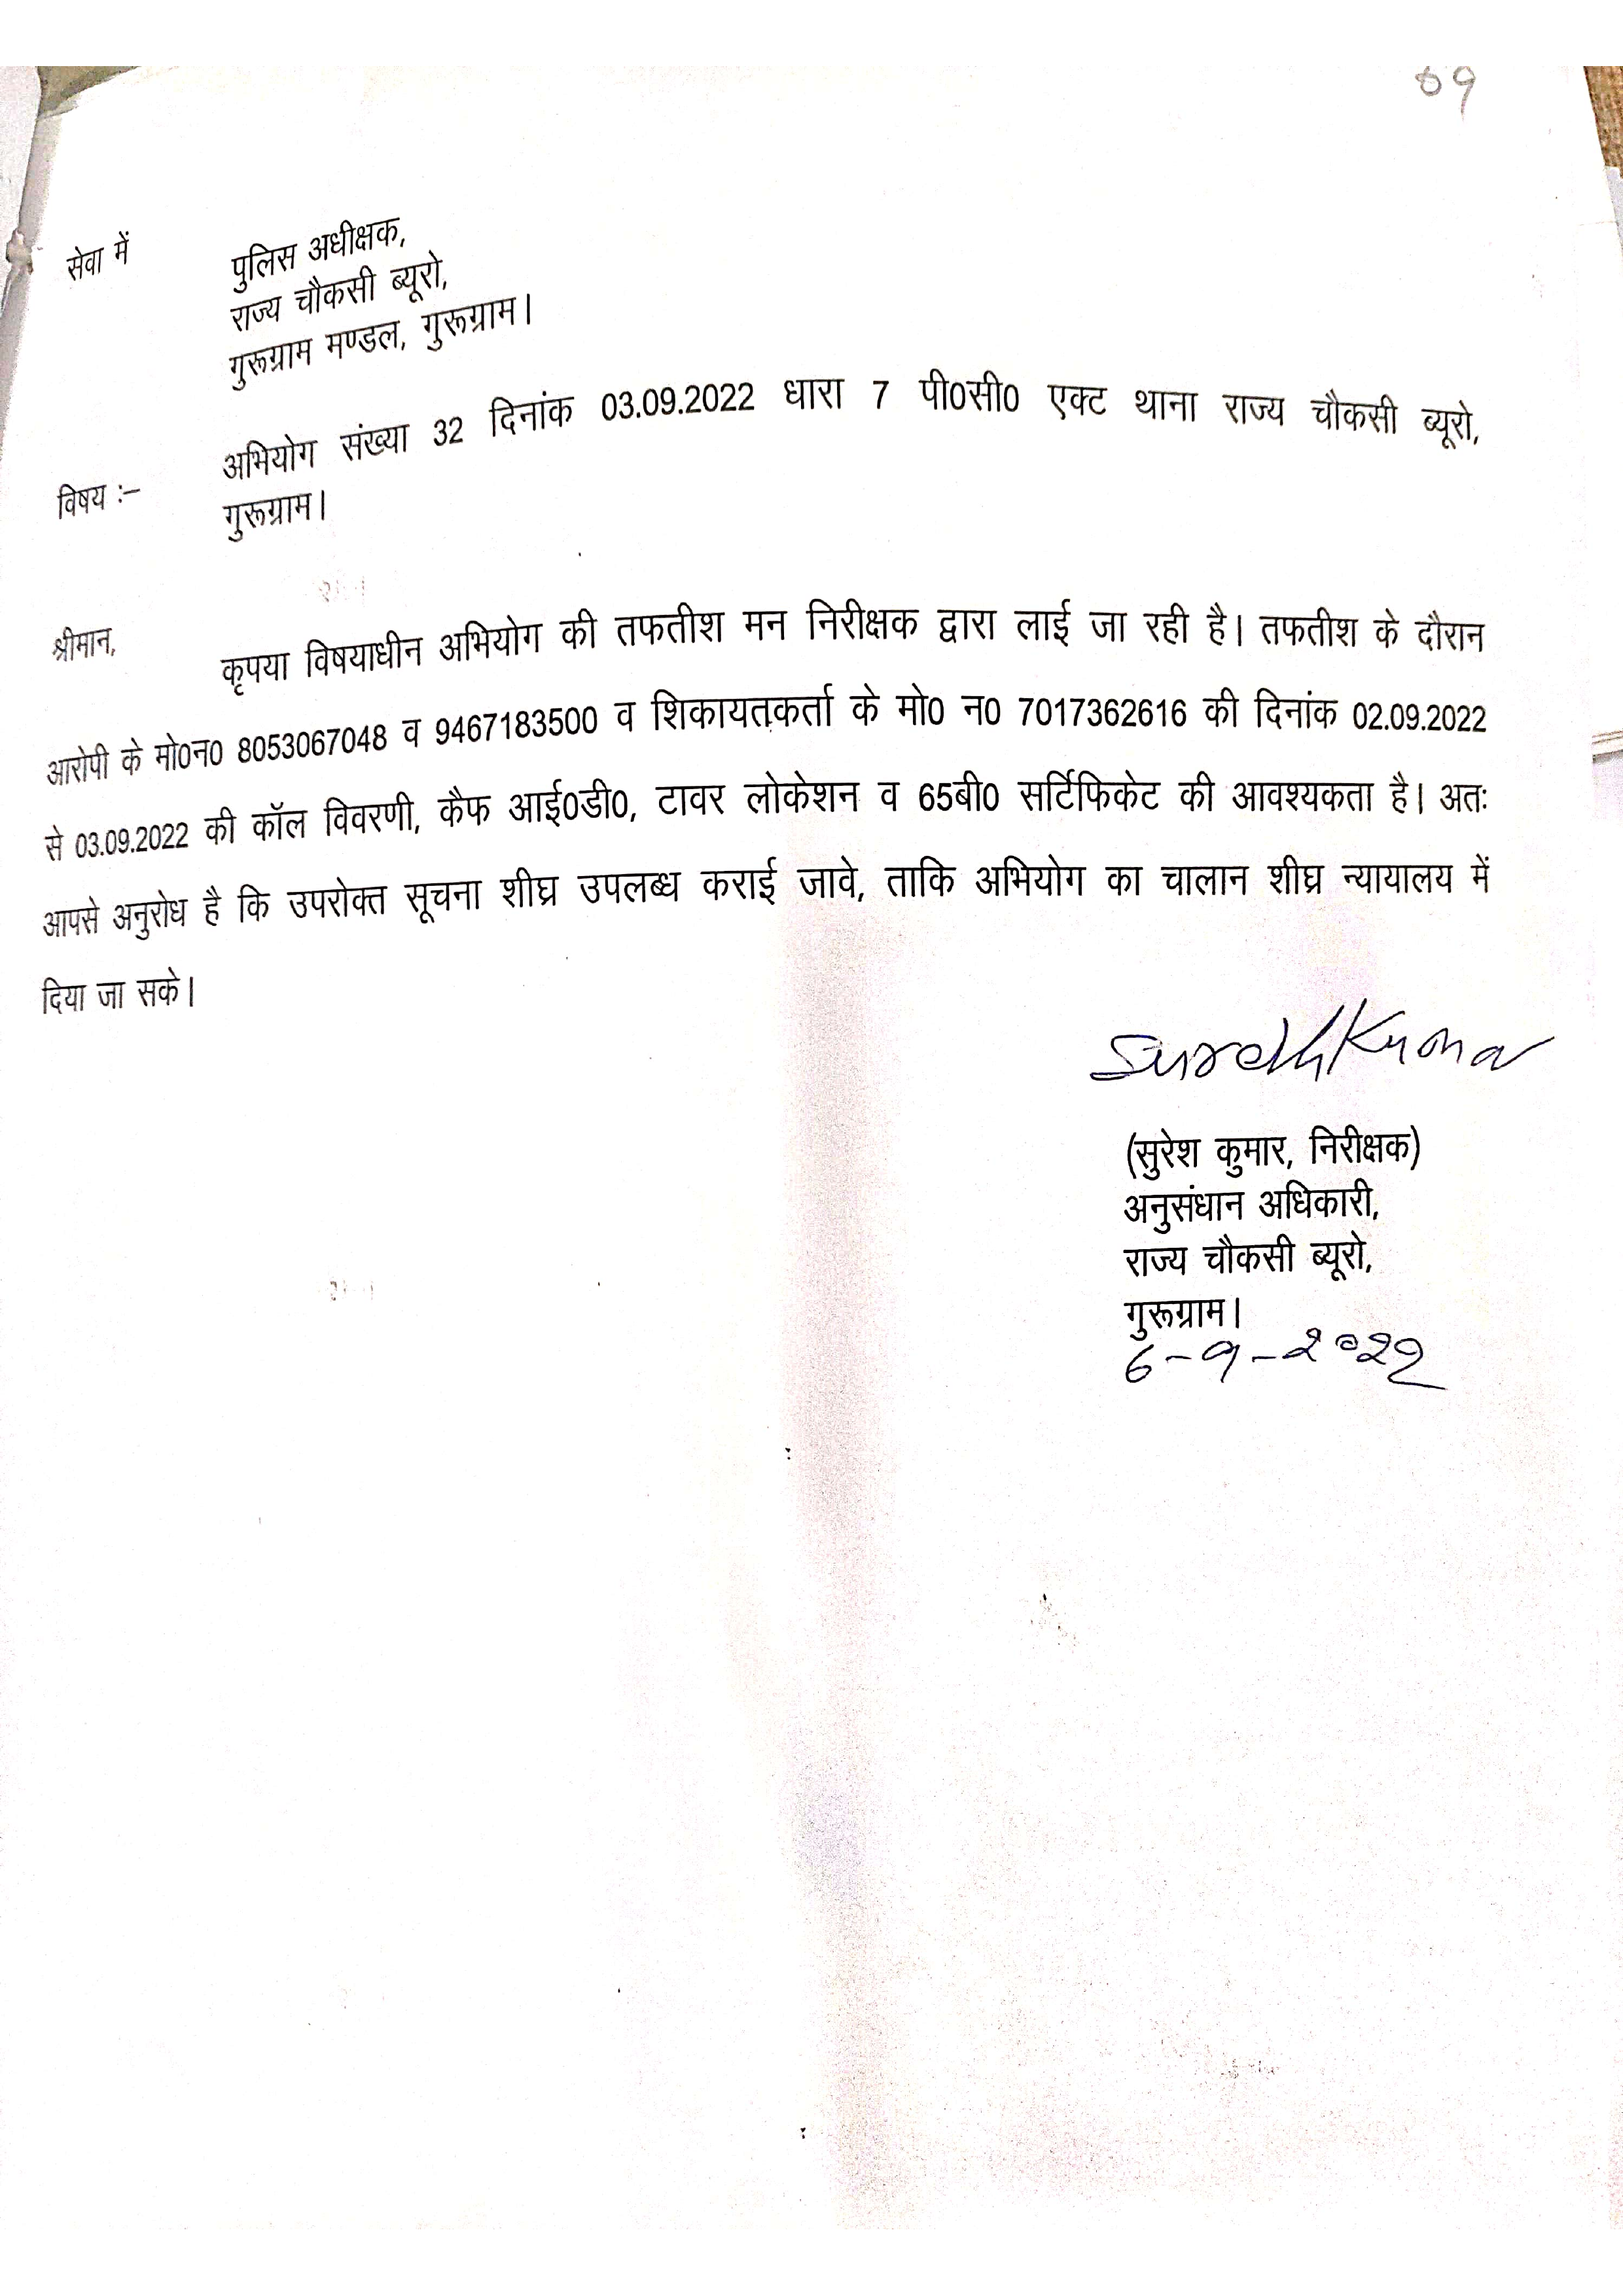 69
सेवा में
पुलिस अधीक्षक,
राज्य चौकसी ब्यूरो,
गुरूग्राम मण्डल, गुरूग्राम।
विषय :–
अभियोग संख्या 32 दिनांक 03.09.2022 धारा 7 पी0सी0 एक्ट थाना राज्य चौकसी ब्यूरो,
गुरूग्राम।
श्रीमान,
कृपया विषयाधीन अभियोग की तफतीश मन निरीक्षक द्वारा लाई जा रही है। तफतीश के दौरान
आरोपी के मो0न0 8053067048 व 9467183500 व शिकायतकर्ता के मो0 न0 7017362616 की दिनांक 02.09.2022
से 03.09.2022 की कॉल विवरणी, कैफ आई0डी0, टावर लोकेशन व 65बी0 सर्टिफिकेट की आवश्यकता है। अतः
आपसे अनुरोध है कि उपरोक्त सूचना शीघ्र उपलब्ध कराई जावे, ताकि अभियोग का चालान शीघ्र न्यायालय में
दिया जा सके।
Suresh Kumar
(सुरेश कुमार, निरीक्षक)
अनुसंधान अधिकारी,
राज्य चौकसी ब्यूरो,
गुरूग्राम।
6-9-2022